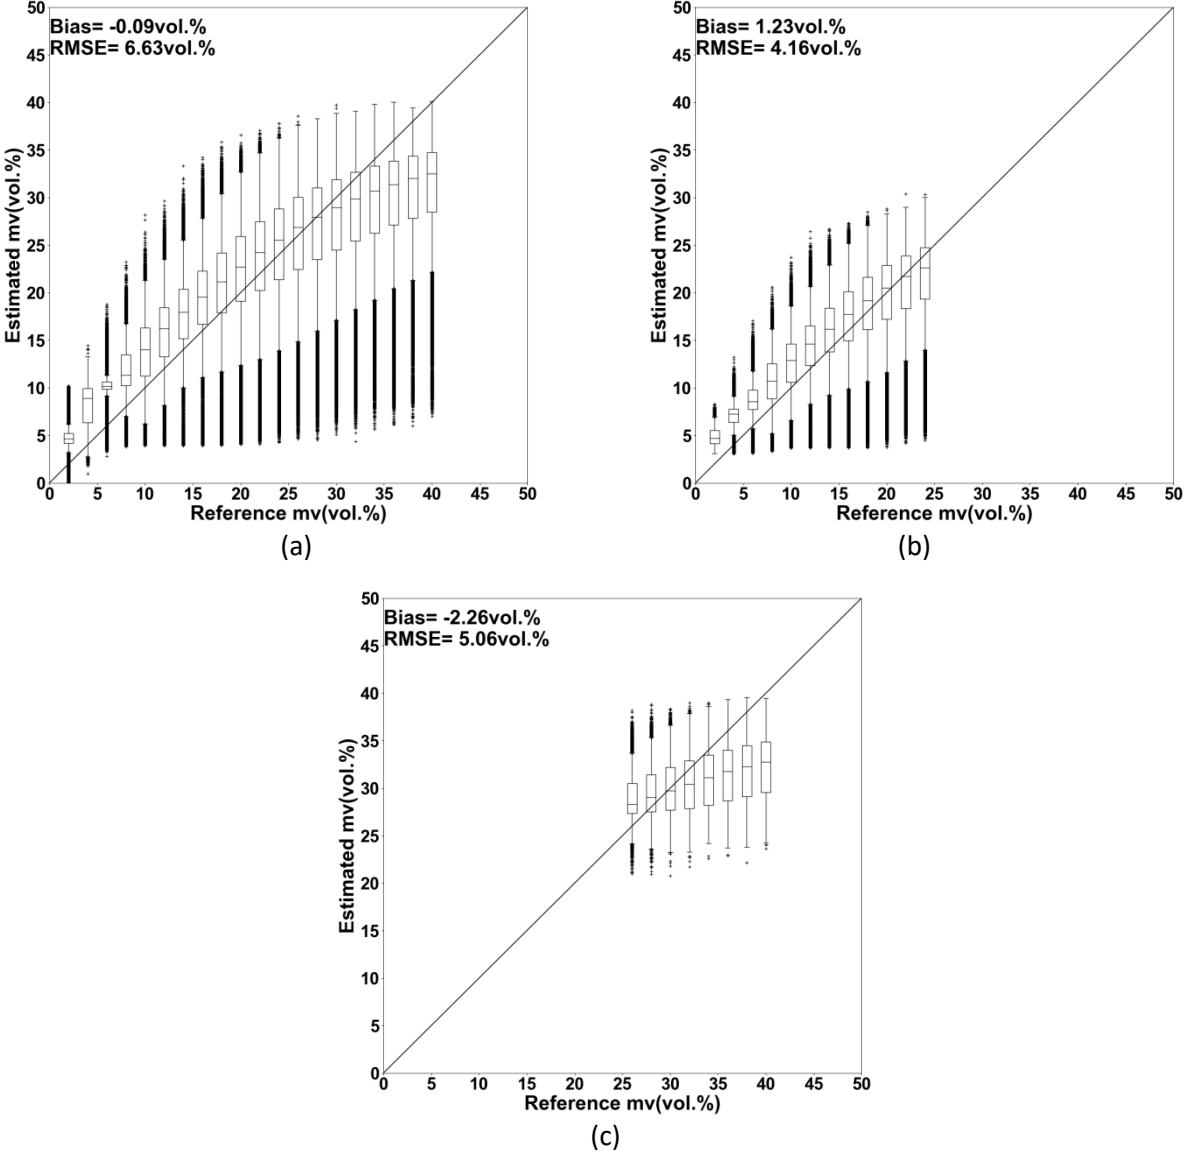 Bias= -0.09vol.%
RMSE= 6.63vol.%
Estimated mv(vol.%)
50
45
40
35
30
25
20
15
10
5
0
0 5 10 15 20 25 30 35 40 45 50
Reference mv(vol.%)
(a)
Bias= 1.23vol.%
RMSE= 4.16vol.%
Estimated mv(vol.%)
50
45
40
35
30
25
20
15
10
5
0
0 5 10 15 20 25 30 35 40 45 50
Reference mv(vol.%)
(b)
Bias= -2.26vol.%
RMSE= 5.06vol.%
Estimated mv(vol.%)
50
45
40
35
30
25
20
15
10
5
0
0 5 10 15 20 25 30 35 40 45 50
Reference mv(vol.%)
(c)